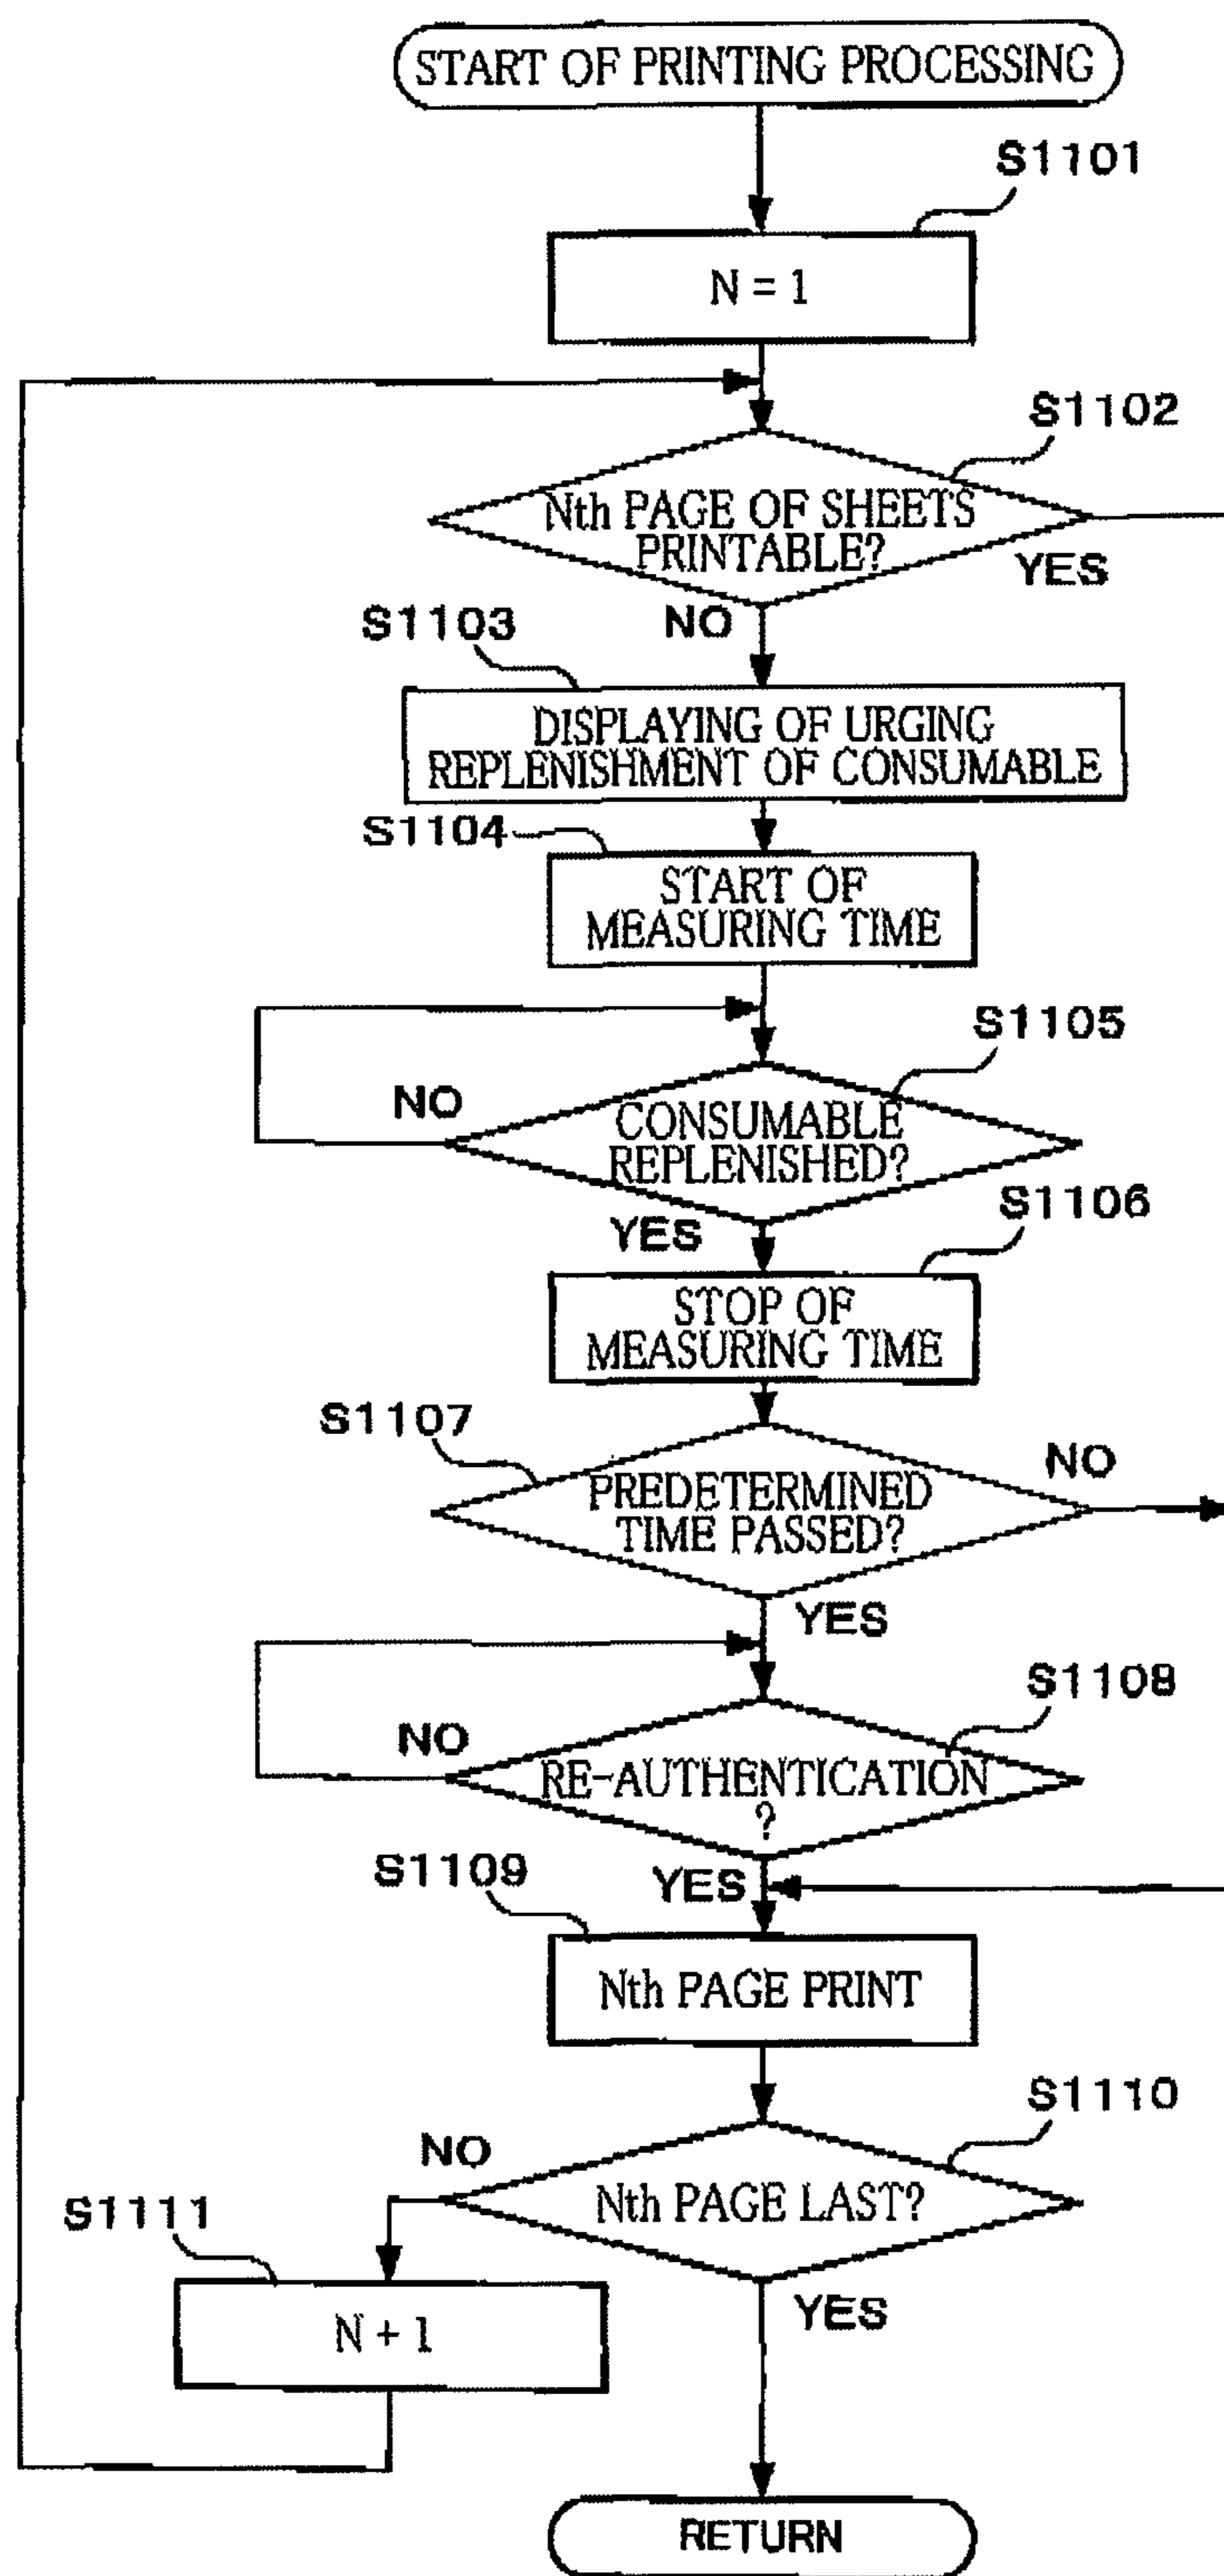 START OF PRINTING PROCESSING
S1101
N = 1
S1102
Nth PAGE OF SHEETS
PRINTABLE?
YES
NO
S1103
DISPLAYING OF URGING
REPLENISHMENT OF CONSUMABLE
S1104
START OF
MEASURING TIME
S1105
NO
CONSUMABLE
REPLENISHED?
YES
S1106
STOP OF
MEASURING TIME
S1107
NO
PREDETERMINED
TIME PASSED?
YES
S1108
NO
RE-AUTHENTICATION
?
S1109
YES
Nth PAGE PRINT
S1110
NO
Nth PAGE LAST?
S1111
YES
N + 1
RETURN